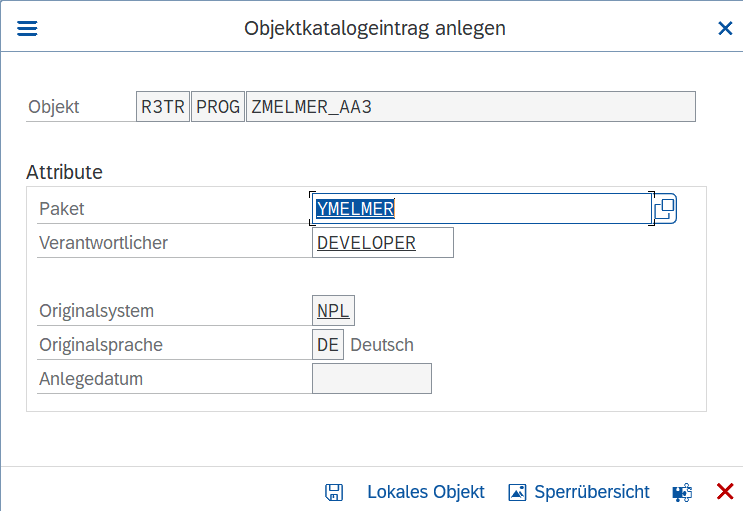 Objektkatalogeintrag anlegen
Objekt R3TR PROG ZMELMER_AA3
Attribute
Paket YMELMER
Verantwortlicher DEVELOPER
Originalsystem NPL
Originalsprache DE Deutsch
Anlegedatum
Lokales Objekt Sperrübersicht